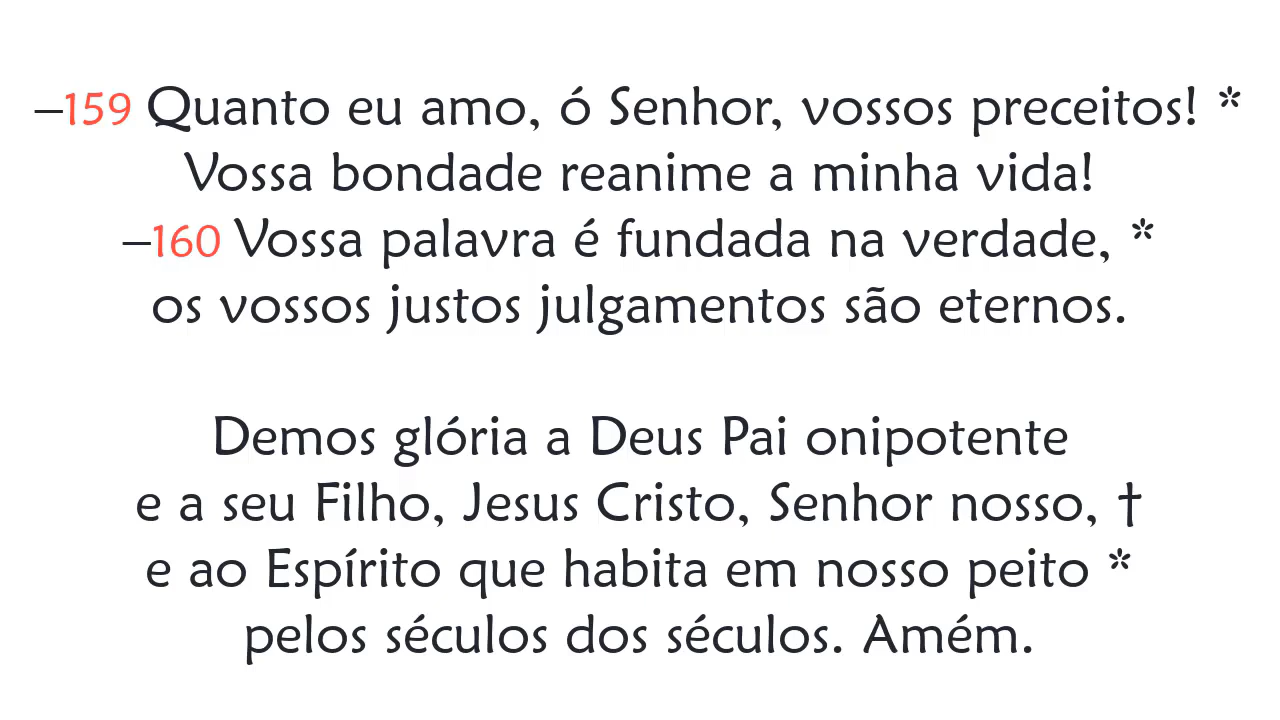 –159 Quanto eu amo, ó Senhor, vossos preceitos! *
Vossa bondade reanime a minha vida!
–160 Vossa palavra é fundada na verdade, *
os vossos justos julgamentos são eternos.
Demos glória a Deus Pai onipotente
e a seu Filho, Jesus Cristo, Senhor nosso, †
e ao Espírito que habita em nosso peito *
pelos séculos dos séculos. Amém.